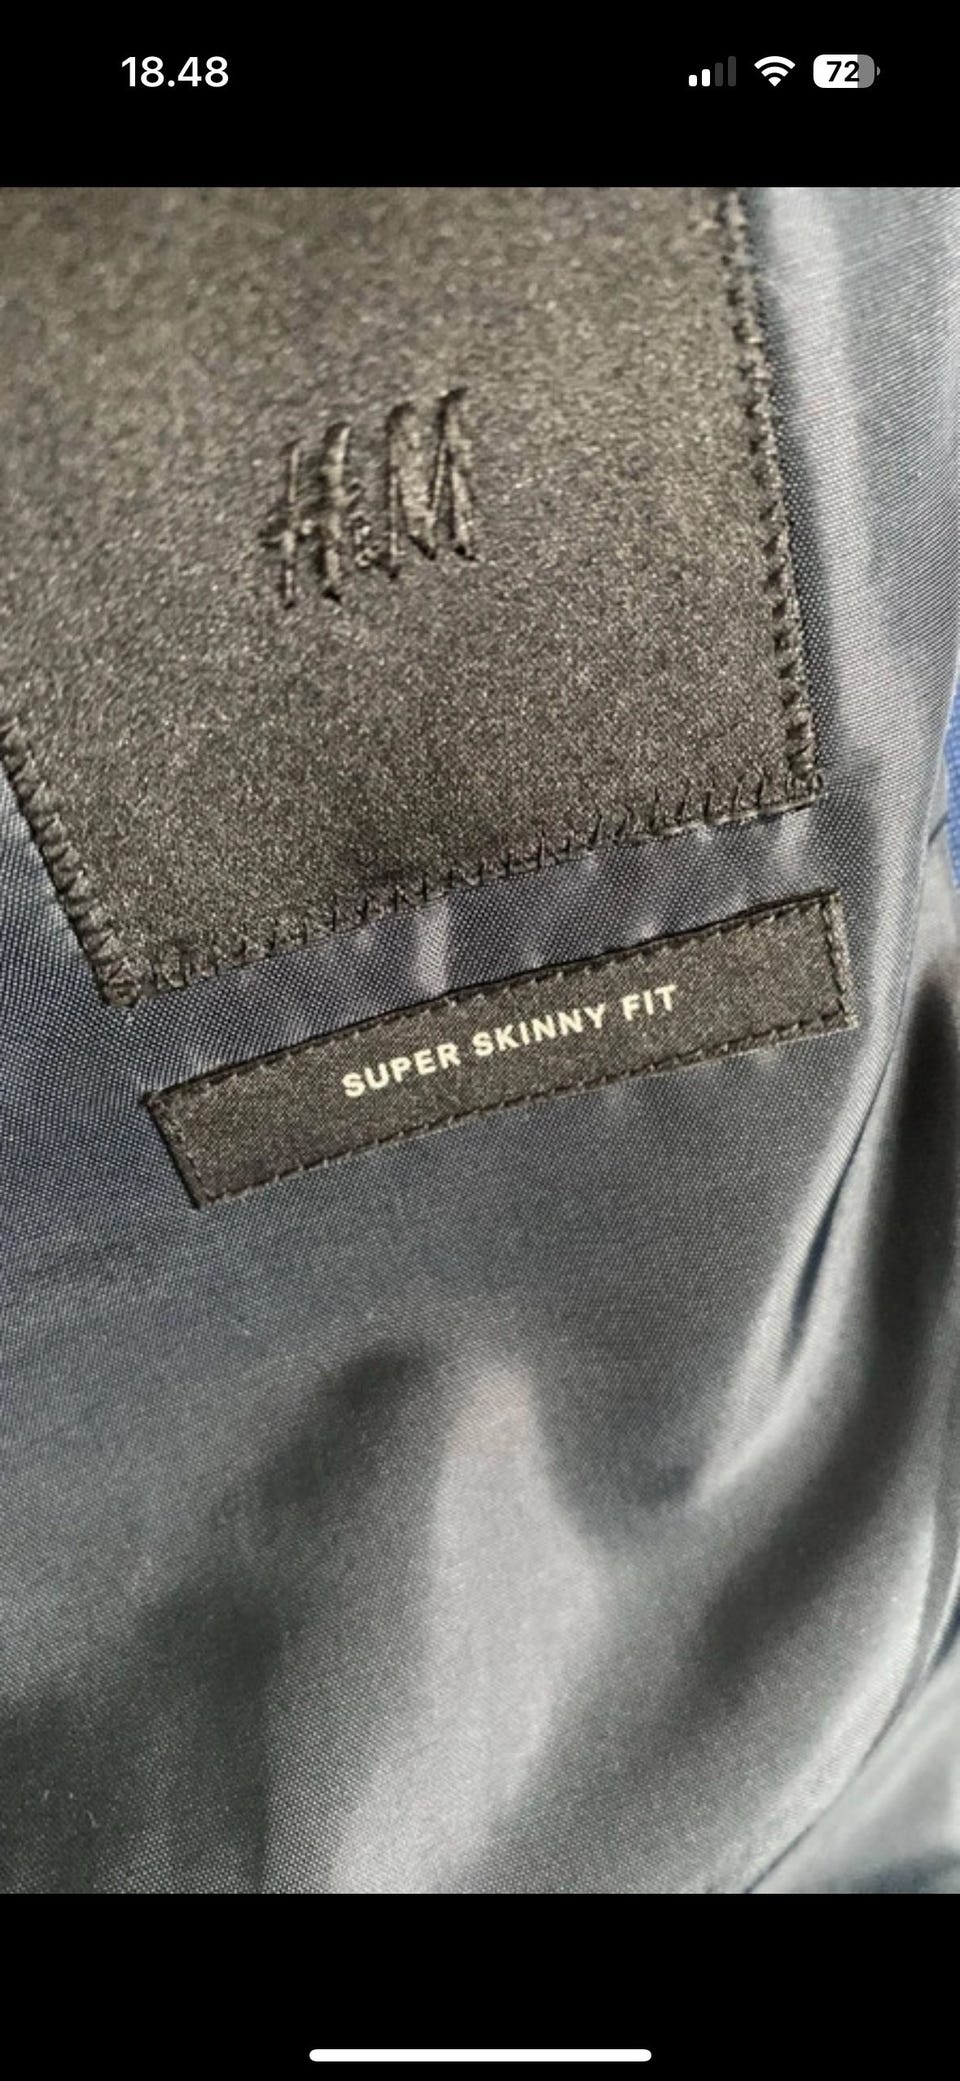 18.48
72
H&M
SUPER SKINNY FIT